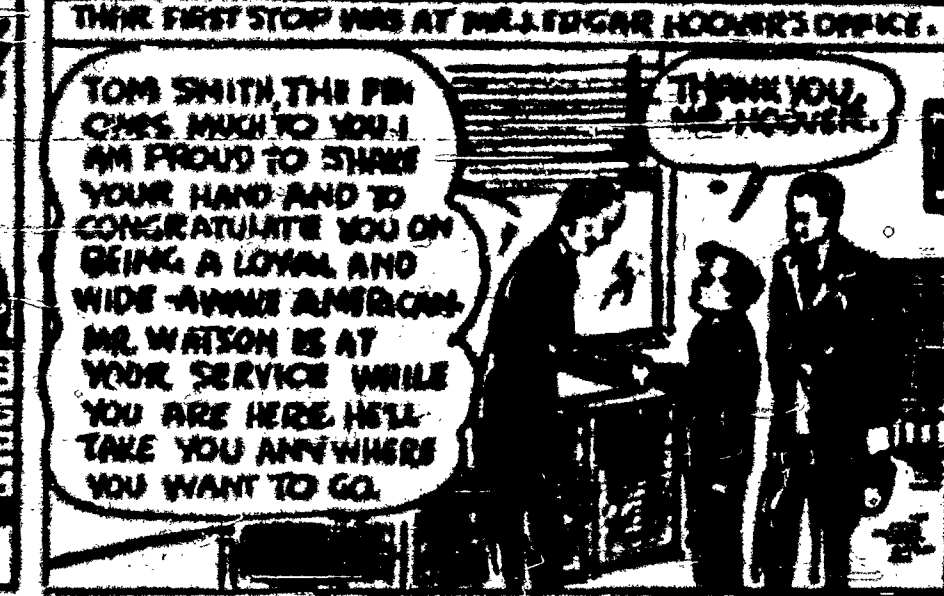 THEIR FIRST STOP WAS AT MR. J. EDGAR HOOVER'S OFFICE.
TOM SMITH, THE FBI
OWES MUCH TO YOU. I
AM PROUD TO SHAKE
YOUR HAND AND TO
CONGRATULATE YOU ON
BEING A LOYAL AND
WIDE-AWAKE AMERICAN.
MR. WATSON IS AT
YOUR SERVICE WHILE
YOU ARE HERE. HE'LL
TAKE YOU ANYWHERE
YOU WANT TO GO.
THANK YOU,
MR. HOOVER.